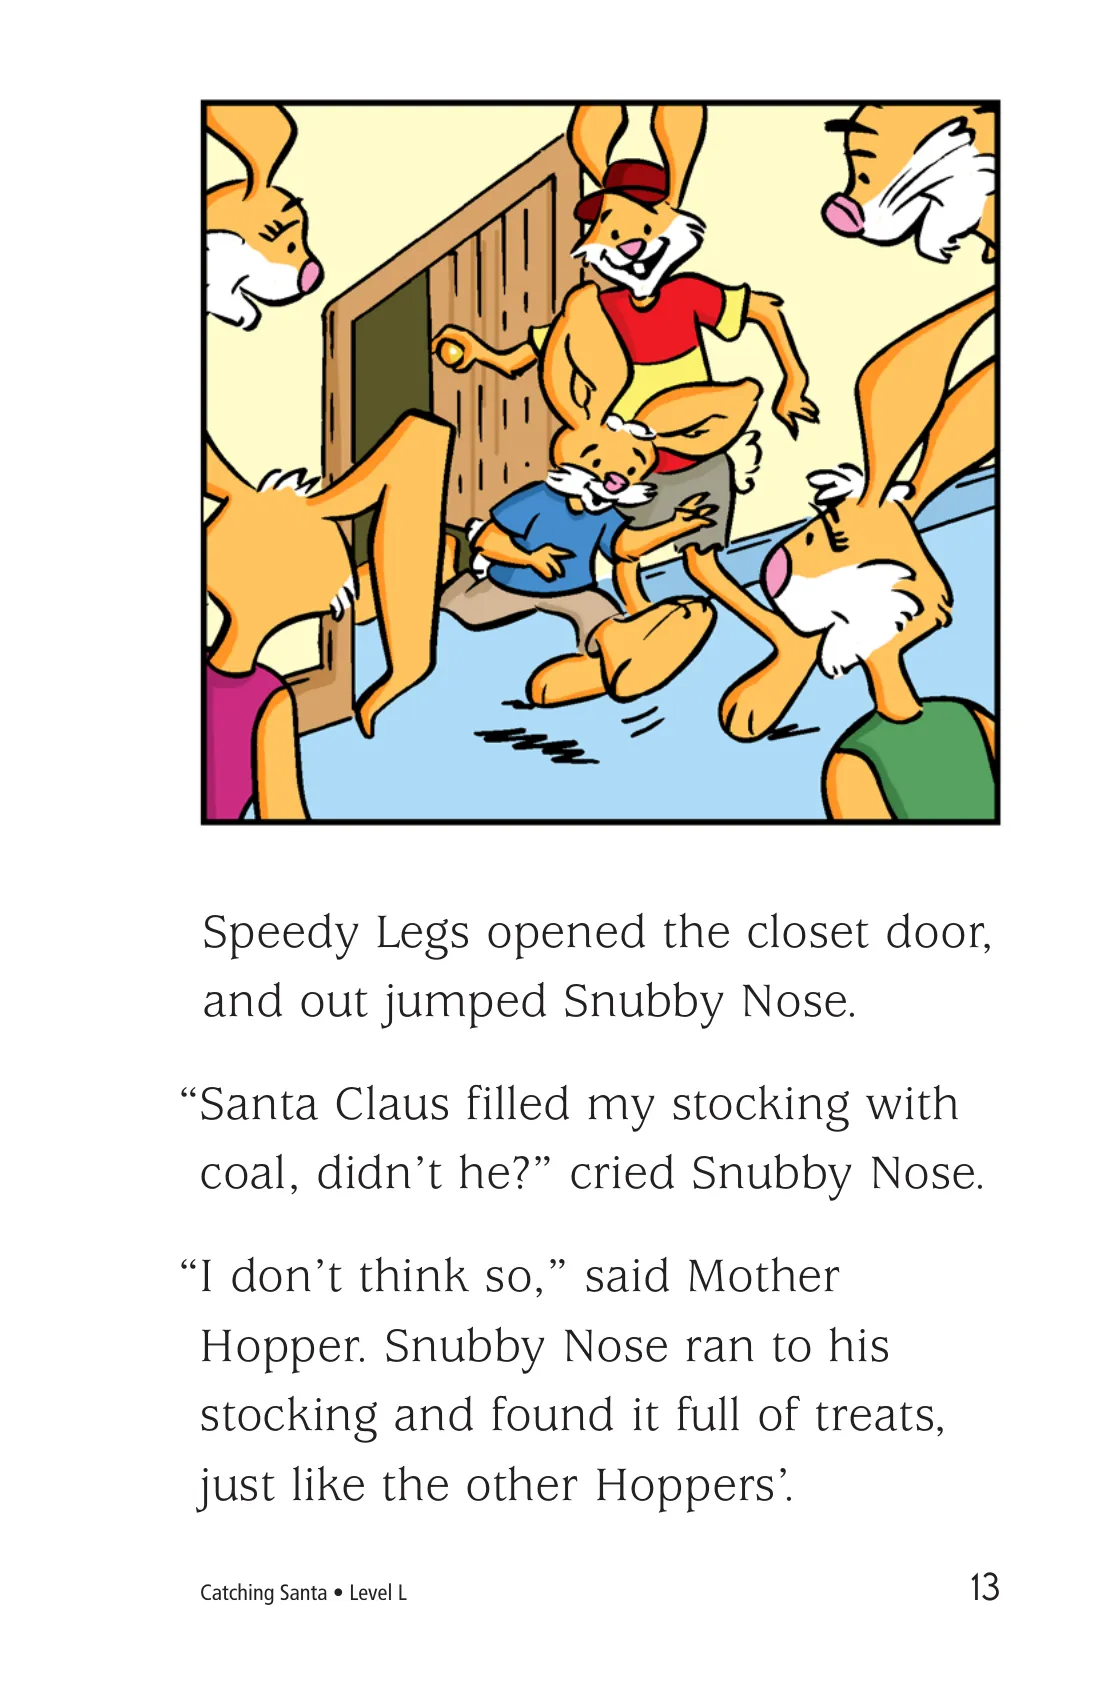 Speedy Legs opened the closet door,
and out jumped Snubby Nose.
“Santa Claus filled my stocking with
coal, didn’t he?” cried Snubby Nose.
“I don’t think so,” said Mother
Hopper. Snubby Nose ran to his
stocking and found it full of treats,
just like the other Hoppers’.
Catching Santa • Level L
13